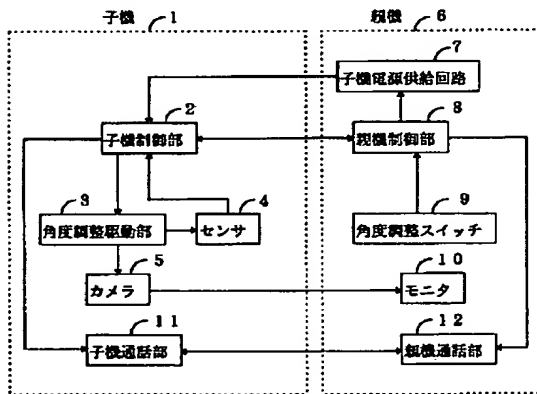 子機 1
親機 6
7
子機電源供給回路
2
子機制御部
8
親機制御部
3
角度調整駆動部
4
センサ
9
角度調整スイッチ
5
カメラ
10
モニタ
11
子機通話部
12
親機通話部